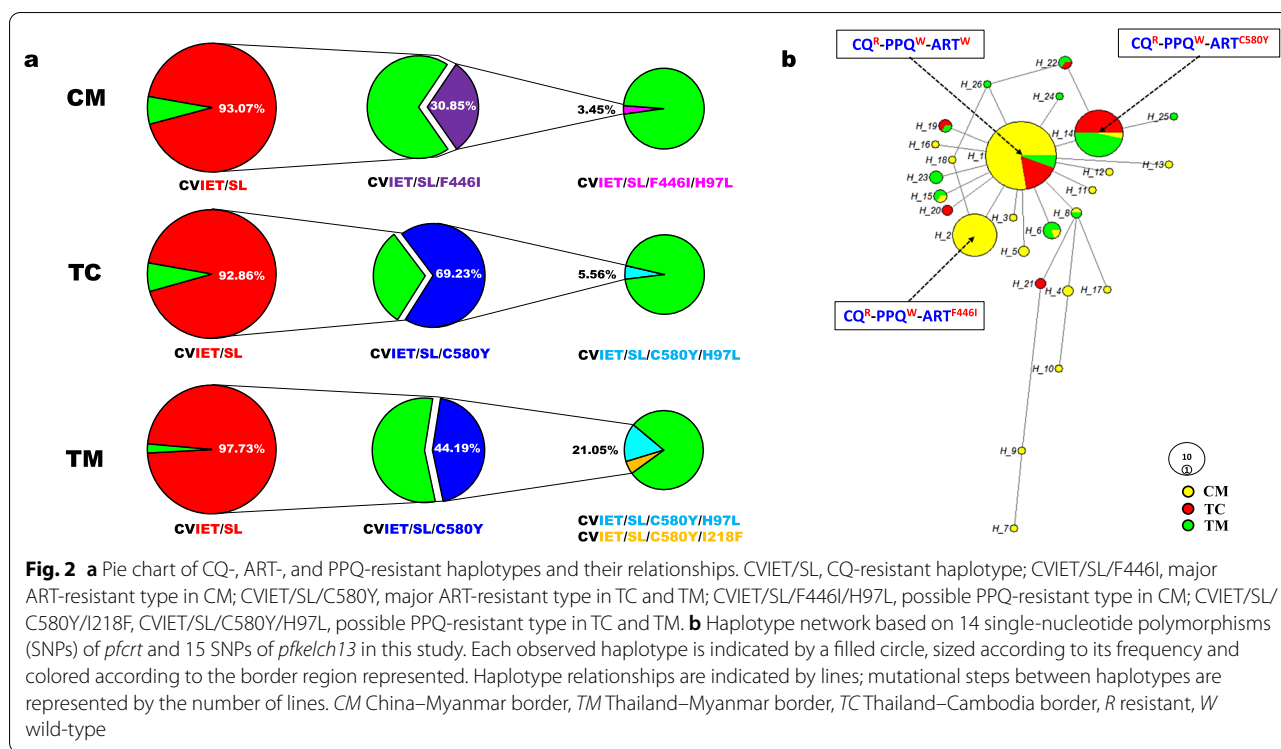 a
CM
93.07%
30.85%
3.45%
CVIET/SL
CVIET/SL/F446I
CVIET/SL/F446I/H97L
TC
92.86%
69.23%
5.56%
CVIET/SL
CVIET/SL/C580Y
CVIET/SL/C580Y/H97L
TM
97.73%
44.19%
21.05%
CVIET/SL
CVIET/SL/C580Y
CVIET/SL/C580Y/H97L
CVIET/SL/C580Y/I218F
b
CQR-PPQW-ARTW
CQR-PPQW-ARTC580Y
H_22
H_26
H_24
H_14
H_25
H_19
H_16
H_18
H_1
H_13
H_12
H_23
H_11
H_15
H_20
H_3
H_8
H_2
H_6
H_5
H_21
H_4
H_17
CQR-PPQW-ARTF446I
H_10
H_9
H_7
10
1
CM
TC
TM
Fig. 2 a Pie chart of CQ-, ART-, and PPQ-resistant haplotypes and their relationships. CVIET/SL, CQ-resistant haplotype; CVIET/SL/F446I, major
ART-resistant type in CM; CVIET/SL/C580Y, major ART-resistant type in TC and TM; CVIET/SL/F446I/H97L, possible PPQ-resistant type in CM; CVIET/SL/
C580Y/I218F, CVIET/SL/C580Y/H97L, possible PPQ-resistant type in TC and TM. b Haplotype network based on 14 single-nucleotide polymorphisms
(SNPs) of pfcrt and 15 SNPs of pfkelch13 in this study. Each observed haplotype is indicated by a filled circle, sized according to its frequency and
colored according to the border region represented. Haplotype relationships are indicated by lines; mutational steps between haplotypes are
represented by the number of lines. CM China–Myanmar border, TM Thailand–Myanmar border, TC Thailand–Cambodia border, R resistant, W
wild-type